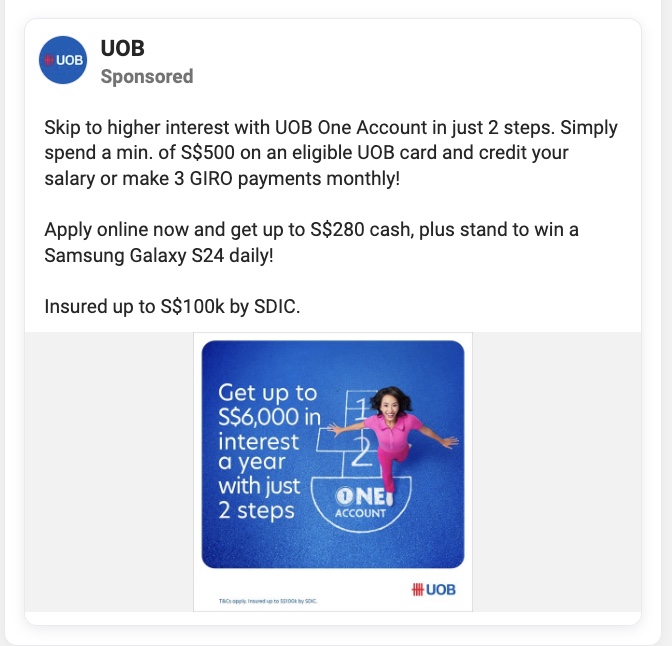 UOB
UOB
Sponsored
Skip to higher interest with UOB One Account in just 2 steps. Simply
spend a min. of S$500 on an eligible UOB card and credit your
salary or make 3 GIRO payments monthly!
Apply online now and get up to S$280 cash, plus stand to win a
Samsung Galaxy S24 daily!
Insured up to S$100k by SDIC.
Get up to
S$6,000 in
interest
a year
with just
2 steps
1
2
ONE
ACCOUNT
UOB
T&Cs apply. Insured up to S$100k by SDIC.